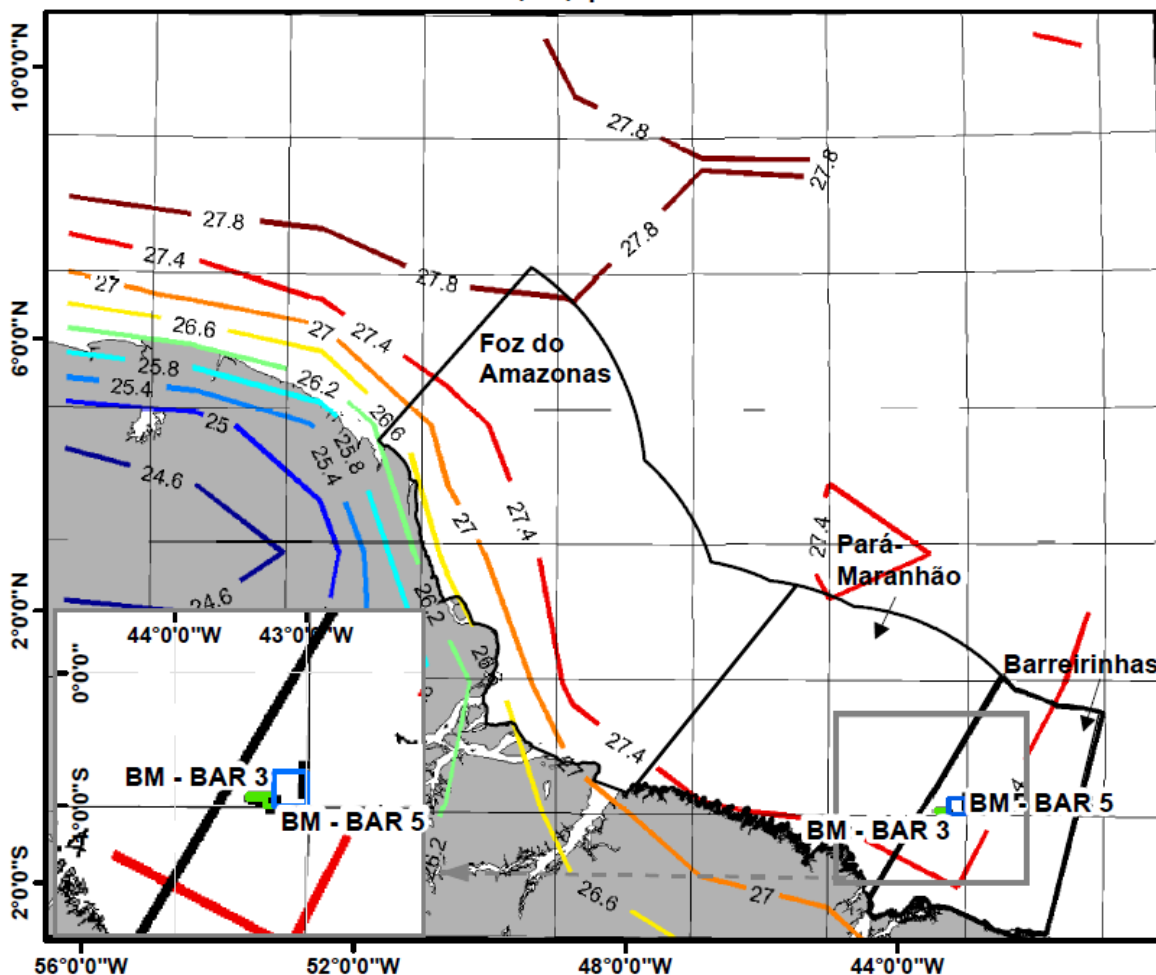 10°0'0"N
27.8
27.8
27.8
27.8
27.8
27.4
27
26.6
25.8
25.4
25
24.6
24.6
26.2
27
27.4
26.6
25.8
25.4
27.4
27
26.2
6°0'0"N
Foz do
Amazonas
27.4
Pará-
Maranhão
2°0'0"N
Barreirinhas
44°0'0"W
43°0'0"W
0°0'0"
BM - BAR 3
BM - BAR 5
27.4
BM - BAR 5
BM - BAR 3
2°0'0"S
26.6
27
56°0'0"W
52°0'0"W
48°0'0"W
44°0'0"W